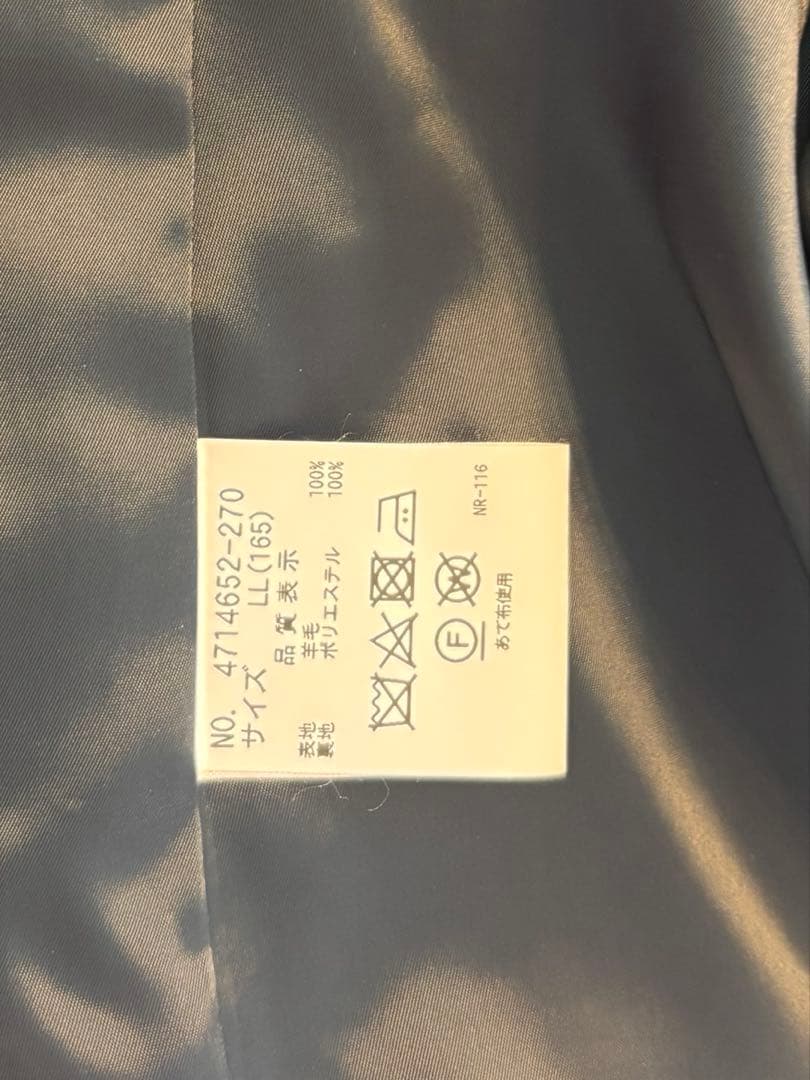 NO. 4714652-270
サイズ LL(165)
品質表示
表地 羊毛 100%
裏地 ポリエステル 100%
F W
あて布使用
NR-116